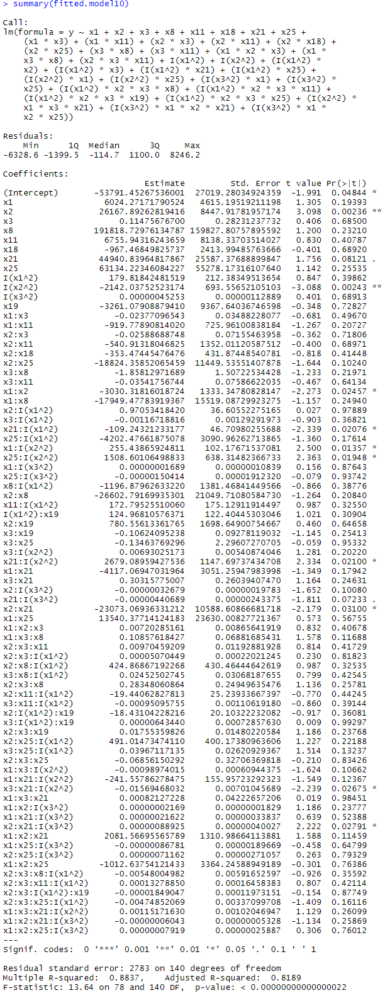 > summary(fitted.model10)
Call:
lm(formula = y ~ x1 + x2 + x3 + x8 + x11 + x18 + x21 + x25 +
(x1 * x3) + (x1 * x11) + (x2 * x3) + (x2 * x11) + (x2 * x18) +
(x2 * x25) + (x3 * x8) + (x3 * x11) + (x1 * x2 * x3) + (x1 *
x3 * x8) + (x2 * x3 * x11) + I(x1^2) + I(x2^2) + (I(x1^2) *
x2) + (I(x1^2) * x3) + (I(x1^2) * x21) + (I(x1^2) * x25) +
(I(x2^2) * x1) + (I(x2^2) * x25) + (I(x3^2) * x1) + (I(x3^2) *
x25) + (I(x1^2) * x2 * x3 * x8) + (I(x1^2) * x2 * x3 * x11) +
(I(x1^2) * x2 * x3 * x19) + (I(x1^2) * x2 * x3 * x25) + (I(x2^2) *
x1 * x3 * x21) + (I(x3^2) * x1 * x2 * x21) + (I(x3^2) * x1 *
x2 * x25))
Residuals:
Min 1Q Median 3Q Max
-6328.6 -1399.5 -114.7 1100.0 8246.2
Coefficients:
Estimate Std. Error t value Pr(>|t|)
(Intercept) -53791.45267536001 27019.28034924359 -1.991 0.04844 *
x1 6024.27171790524 4615.19519211198 1.305 0.19393
x2 26167.89262819416 8447.91781957174 3.098 0.00236 **
x3 0.11475676700 0.28231237732 0.406 0.68500
x8 191818.72976134787 159827.80757895592 1.200 0.23210
x11 6755.94316243659 8138.33703514027 0.830 0.40787
x18 -967.46849825737 2413.99485763666 -0.401 0.68920
x21 44940.83964817867 25587.37688899847 1.756 0.08121 .
x25 63134.22346084227 55278.17316107640 1.142 0.25535
I(x1^2) 179.81842481519 212.38349513654 0.847 0.39862
I(x2^2) -2142.03752523174 693.55652105103 -3.088 0.00243 **
I(x3^2) 0.00000045253 0.00000112889 0.401 0.68913
x19 -3261.07908879410 9367.64036746598 -0.348 0.72827
x1:x3 -0.02377096543 0.03488228077 -0.681 0.49670
x1:x11 -919.77890814020 725.96100838184 -1.267 0.20727
x2:x3 -0.02588688748 0.07155463958 -0.362 0.71806
x2:x11 -540.91318046825 1352.01120587512 -0.400 0.68971
x2:x18 -353.47445476476 431.87448540781 -0.818 0.41448
x2:x25 -18824.35852065459 11449.53551407878 -1.644 0.10240
x3:x8 -1.85812971689 1.50722534428 -1.233 0.21971
x3:x11 -0.03541756744 0.07586622035 -0.467 0.64134
x1:x2 -3030.31816018724 1333.34780828147 -2.273 0.02457 *
x1:x8 -17949.47783919367 15519.08729923275 -1.157 0.24940
x2:I(x1^2) 0.97053418420 36.60552275165 0.027 0.97889
x3:I(x1^2) -0.00116718816 0.00129291973 -0.903 0.36821
x21:I(x1^2) -109.24321233177 46.70980255688 -2.339 0.02076 *
x25:I(x1^2) -4202.47661875078 3090.96262713865 -1.360 0.17614
x1:I(x2^2) 255.43865924811 102.17671537081 2.500 0.01357 *
x25:I(x2^2) 1508.60106498833 638.31482366733 2.363 0.01948 *
x1:I(x3^2) 0.00000001689 0.00000010839 0.156 0.87643
x25:I(x3^2) -0.00000150414 0.00001912320 -0.079 0.93742
x8:I(x1^2) -1196.87962633220 1381.46841449566 -0.866 0.38776
x2:x8 -26602.79169935301 21049.71080584730 -1.264 0.20840
x11:I(x1^2) 172.79525510060 175.12911914497 0.987 0.32550
I(x1^2):x19 124.96810576371 122.40445303046 1.021 0.30904
x2:x19 780.55613361765 1698.64900754667 0.460 0.64658
x3:x19 -0.10624095238 0.09278119032 -1.145 0.25413
x3:x25 -0.13463769296 2.29607270705 -0.059 0.95332
x3:I(x2^2) 0.00693025173 0.00540874046 1.281 0.20220
x21:I(x2^2) 2679.08959427536 1147.69737434708 2.334 0.02100 *
x1:x21 -4117.06947031964 3051.25947983998 -1.349 0.17942
x3:x21 0.30315775007 0.26039407470 1.164 0.24631
x2:I(x3^2) -0.00000032679 0.00000019783 -1.652 0.10080
x21:I(x3^2) -0.00000440689 0.00000243375 -1.811 0.07233 .
x2:x21 -23073.06936331212 10588.60866681718 -2.179 0.03100 *
x1:x25 13540.37714124183 23630.00827721367 0.573 0.56755
x1:x2:x3 0.00720285161 0.00865641919 0.832 0.40678
x1:x3:x8 0.10857618427 0.06881685431 1.578 0.11688
x2:x3:x11 0.00970459209 0.01192881928 0.814 0.41729
x2:x3:I(x1^2) 0.00005070449 0.00022021245 0.230 0.81823
x2:x8:I(x1^2) 424.86867192268 430.46444642619 0.987 0.32535
x3:x8:I(x1^2) 0.02452502745 0.03068187655 0.799 0.42545
x2:x3:x8 0.28348060864 0.24949635476 1.136 0.25781
x2:x11:I(x1^2) -19.44062827813 25.23933667397 -0.770 0.44245
x3:x11:I(x1^2) -0.00095095755 0.00110619180 -0.860 0.39144
x2:I(x1^2):x19 -18.43104228216 20.10322232082 -0.917 0.36081
x3:I(x1^2):x19 0.00000643440 0.00072857630 0.009 0.99297
x2:x3:x19 0.01755359826 0.01480220584 1.186 0.23768
x2:x25:I(x1^2) 491.01473474110 400.17380963606 1.227 0.22188
x3:x25:I(x1^2) 0.03967117135 0.02620929367 1.514 0.13237
x2:x3:x25 -0.06856150292 0.32706369818 -0.210 0.83426
x1:x3:I(x2^2) -0.00098974015 0.00060944375 -1.624 0.10662
x1:x21:I(x2^2) -241.55786278475 155.95723292323 -1.549 0.12367
x3:x21:I(x2^2) -0.01569468032 0.00701045689 -2.239 0.02675 *
x1:x3:x21 0.00082127228 0.04222657206 0.019 0.98451
x1:x2:I(x3^2) 0.00000002169 0.00000001829 1.186 0.23777
x1:x21:I(x3^2) 0.00000021622 0.00000033837 0.639 0.52388
x2:x21:I(x3^2) 0.00000088925 0.00000040027 2.222 0.02791 *
x1:x2:x21 2081.56695565789 1310.98664113881 1.588 0.11459
x1:x25:I(x3^2) -0.00000086781 0.00000189669 -0.458 0.64799
x2:x25:I(x3^2) 0.00000071162 0.00000271057 0.263 0.79329
x1:x2:x25 -1012.63754121433 3364.24588949189 -0.301 0.76386
x2:x3:x8:I(x1^2) -0.00548004982 0.00591652597 -0.926 0.35592
x2:x3:x11:I(x1^2) 0.00013278850 0.00016458383 0.807 0.42114
x2:x3:I(x1^2):x19 -0.00001849047 0.00011973151 -0.154 0.87749
x2:x3:x25:I(x1^2) -0.00474852069 0.00337099708 -1.409 0.16116
x1:x3:x21:I(x2^2) 0.00115171630 0.00102046947 1.129 0.26099
x1:x2:x21:I(x3^2) -0.00000006043 0.00000005328 -1.134 0.25869
x1:x2:x25:I(x3^2) 0.00000007919 0.00000025887 0.306 0.76012
---
Signif. codes: 0 ‘***’ 0.001 ‘**’ 0.01 ‘*’ 0.05 ‘.’ 0.1 ‘ ’ 1
Residual standard error: 2783 on 140 degrees of freedom
Multiple R-squared: 0.8837, Adjusted R-squared: 0.8189
F-statistic: 13.64 on 78 and 140 DF, p-value: < 0.00000000000000022